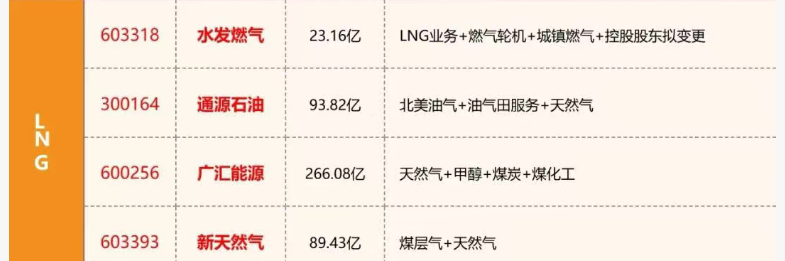 LNG
603318 水发燃气 23.16亿 LNG业务+燃气轮机+城镇燃气+控股股东拟变更
300164 通源石油 93.82亿 北美油气+油气田服务+天然气
600256 广汇能源 266.08亿 天然气+甲醇+煤炭+煤化工
603393 新天然气 89.43亿 煤层气+天然气